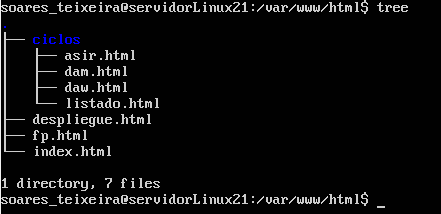 soares_teixeira@servidorLinux21:/var/www/html$ tree
.
├── ciclos
│   ├── asir.html
│   ├── dam.html
│   ├── daw.html
│   └── listado.html
├── despliegue.html
├── fp.html
└── index.html

1 directory, 7 files
soares_teixeira@servidorLinux21:/var/www/html$ _